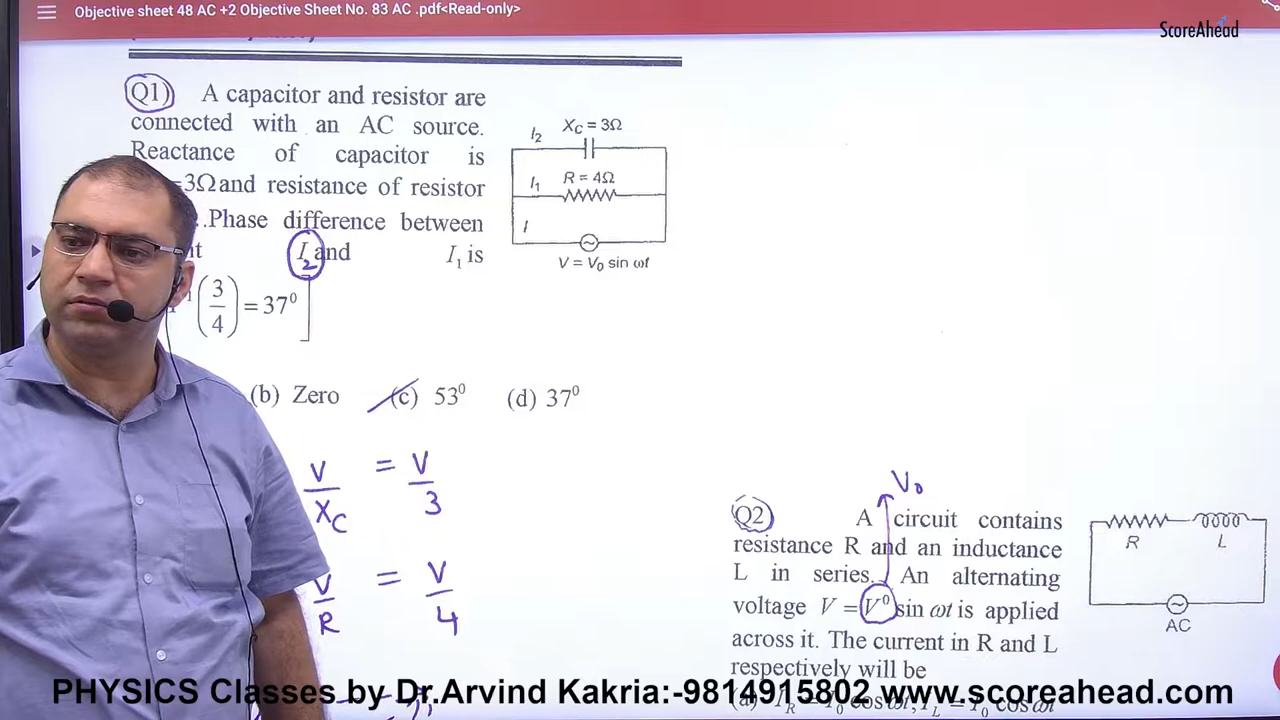 Objective sheet 48 AC +2 Objective Sheet No. 83 AC .pdf<Read-only>
ScoreAhead
Q1) A capacitor and resistor are
connected with an AC source.
Reactance of capacitor is
=3Ω and resistance of resistor
.Phase difference between
I2 and I1 is
(3/4) = 37⁰ ]
(b) Zero (c) 53⁰ (d) 37⁰
I2 XC = 3Ω
I1 R = 4Ω
I
V = V0 sin ωt
V/XC = V/3
V/R = V/4
V0
Q2 A circuit contains
resistance R and an inductance
L in series. An alternating
voltage V = V⁰ sin ωt is applied
across it. The current in R and L
respectively will be
R L
AC
PHYSICS Classes by Dr.Arvind Kakria:-9814915802 www.scoreahead.com